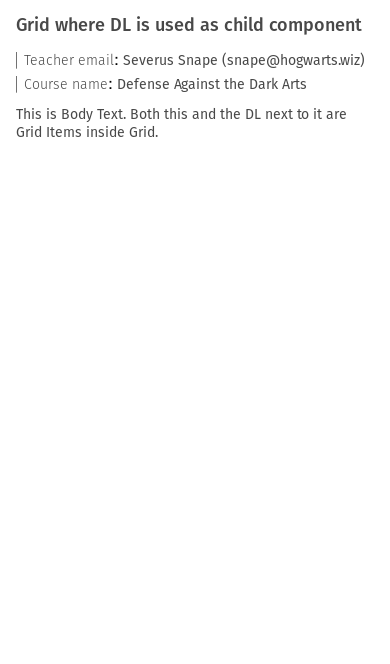 Grid where DL is used as child component
Teacher email: Severus Snape (snape@hogwarts.wiz)
Course name: Defense Against the Dark Arts
This is Body Text. Both this and the DL next to it are
Grid Items inside Grid.